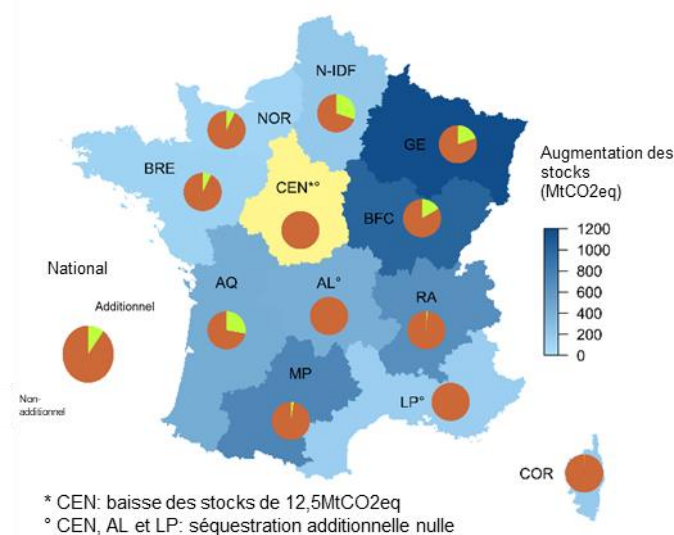 N-IDF
NOR
GE
BRE
CEN*°
BFC
Augmentation des
stocks
(MtCO2eq)
1200
1000
800
600
400
200
0
National
Additionnel
Non-
additionnel
AQ
AL°
RA
MP
LP°
COR
* CEN: baisse des stocks de 12,5MtCO2eq
° CEN, AL et LP: séquestration additionnelle nulle